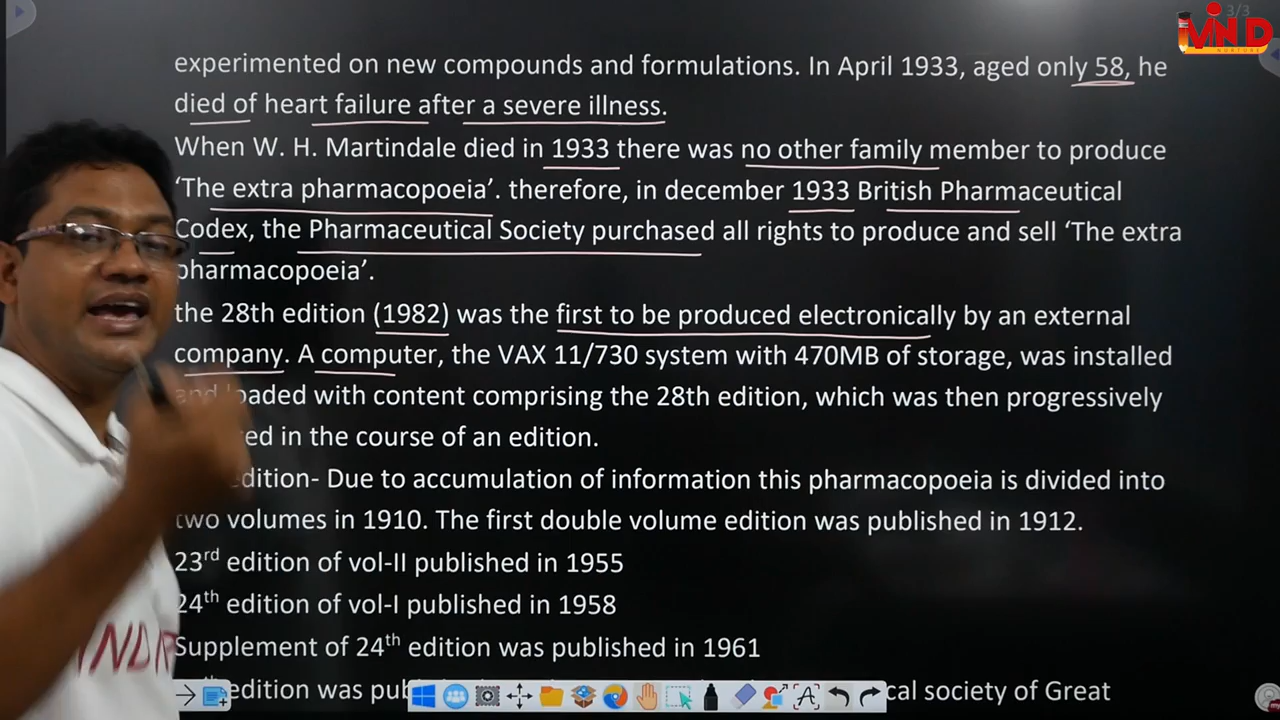 3/3
MIND
NURTURE
experimented on new compounds and formulations. In April 1933, aged only 58, he
died of heart failure after a severe illness.
When W. H. Martindale died in 1933 there was no other family member to produce
‘The extra pharmacopoeia’. therefore, in december 1933 British Pharmaceutical
Codex, the Pharmaceutical Society purchased all rights to produce and sell ‘The extra
pharmacopoeia’.
the 28th edition (1982) was the first to be produced electronically by an external
company. A computer, the VAX 11/730 system with 470MB of storage, was installed
and loaded with content comprising the 28th edition, which was then progressively
in the course of an edition.
edition- Due to accumulation of information this pharmacopoeia is divided into
two volumes in 1910. The first double volume edition was published in 1912.
23rd edition of vol-II published in 1955
24th edition of vol-I published in 1958
Supplement of 24th edition was published in 1961
edition was society of Great